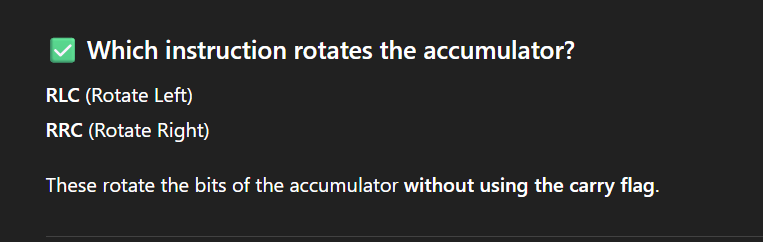 ✅ Which instruction rotates the accumulator?
RLC (Rotate Left)
RRC (Rotate Right)
These rotate the bits of the accumulator without using the carry flag.